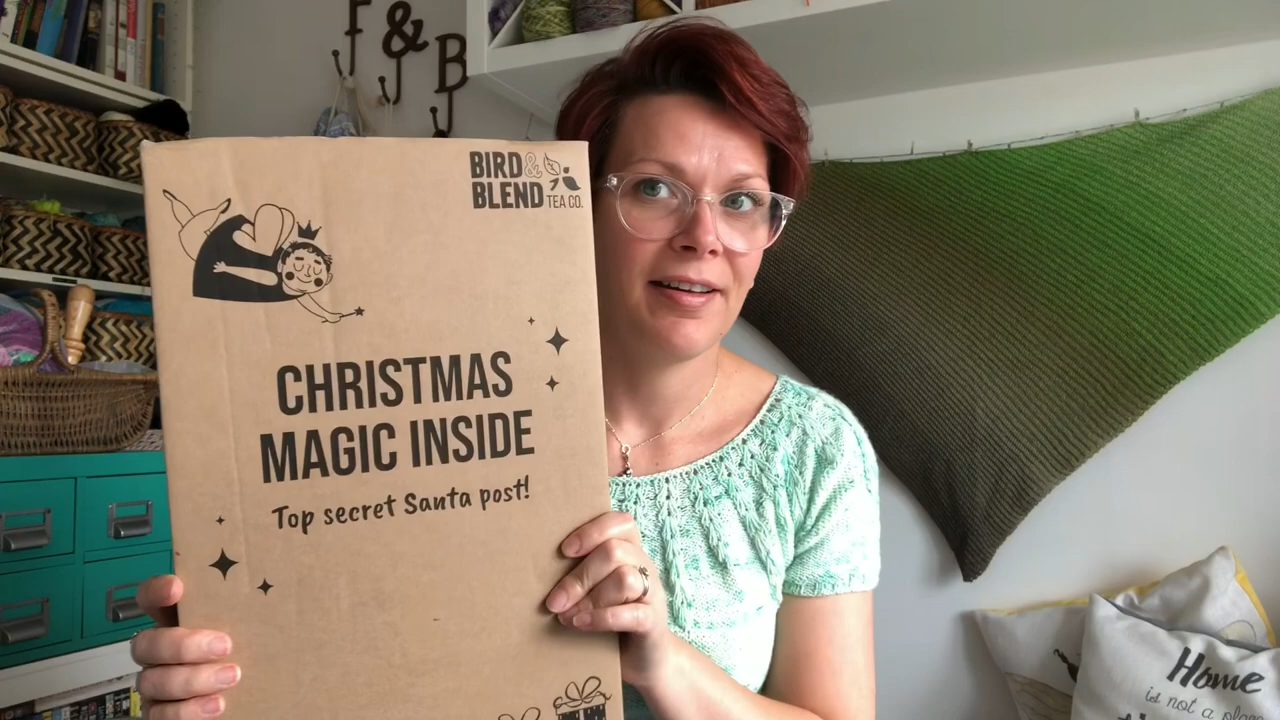 F & B
BIRD&
BLEND
TEA CO.
CHRISTMAS
MAGIC INSIDE
Top secret Santa post!
Home
is not a place